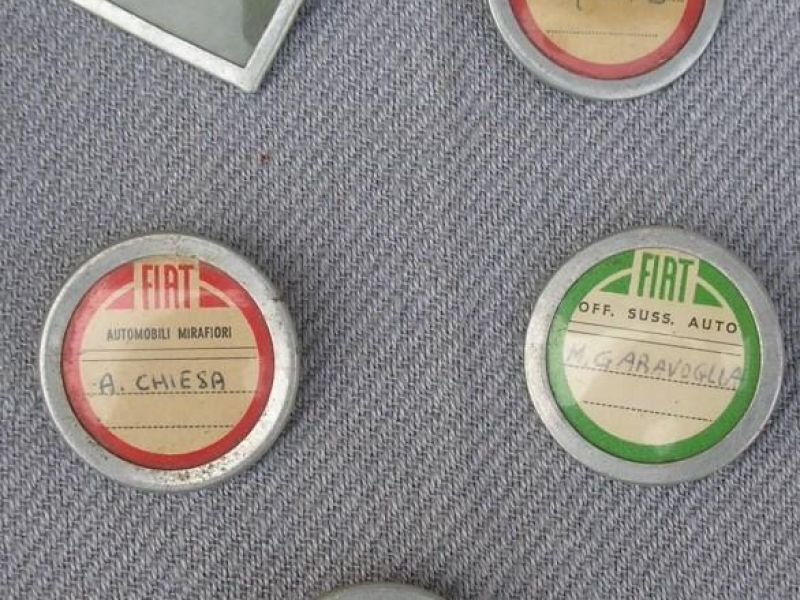 FIAT
AUTOMOBILI MIRAFIORI
A. CHIESA
FIAT
OFF. SUSS. AUTO
M. GARAVOGLIA